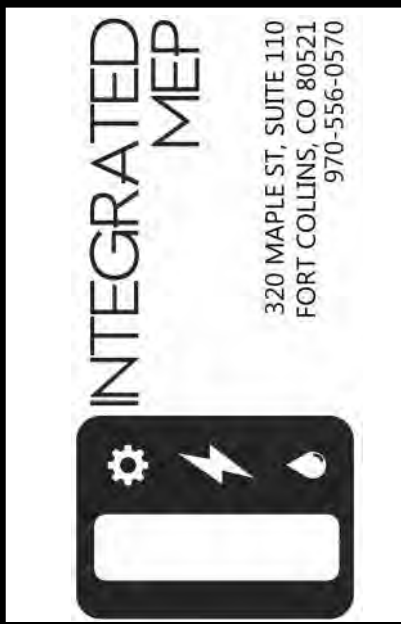 INTEGRATED
MEP
320 MAPLE ST, SUITE 110
FORT COLLINS, CO 80521
970-556-0570